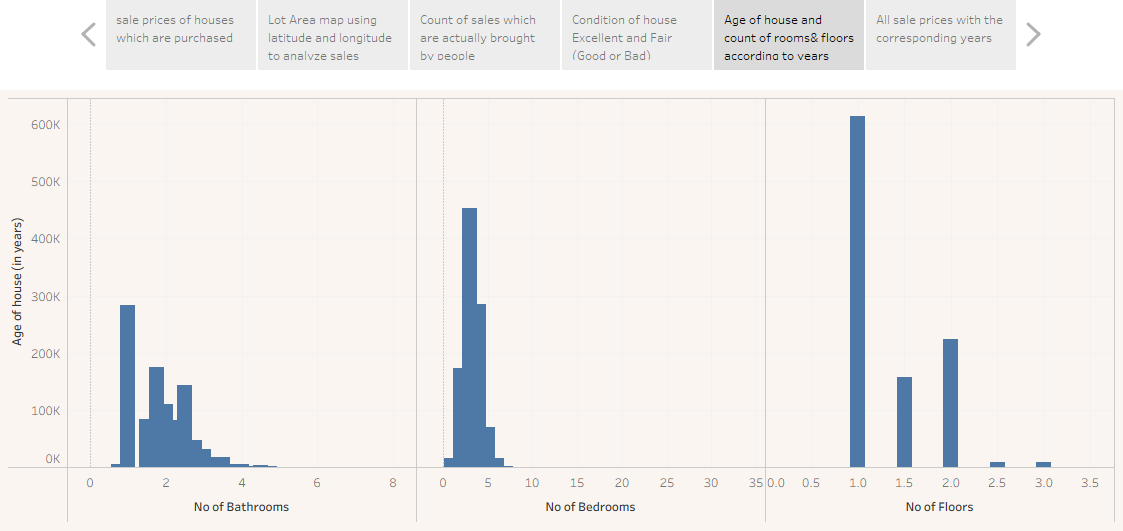 sale prices of houses
which are purchased
Lot Area map using
latitude and longitude
to analyze sales
Count of sales which
are actually brought
by people
Condition of house
Excellent and Fair
(Good or Bad)
Age of house and
count of rooms& floors
according to years
All sale prices with the
corresponding years
Age of house (in years)
600K
500K
400K
300K
200K
100K
0K
0 2 4 6 8
No of Bathrooms
0 5 10 15 20 25 30 35
No of Bedrooms
0.0 0.5 1.0 1.5 2.0 2.5 3.0 3.5
No of Floors